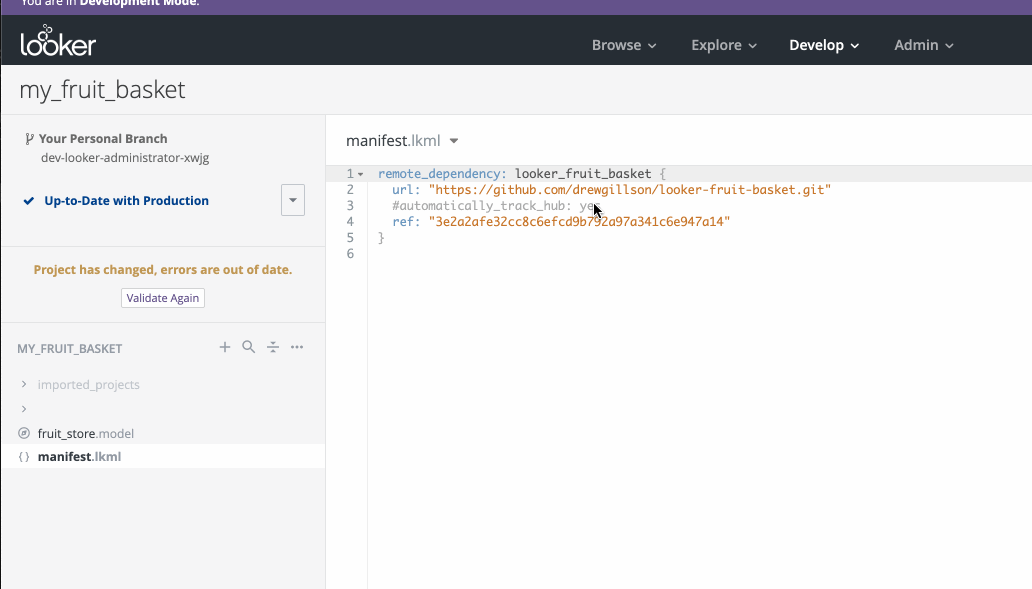 You are in Development Mode.
looker
Browse
Explore
Develop
Admin
my_fruit_basket
Your Personal Branch
dev-looker-administrator-xwjg
Up-to-Date with Production
Project has changed, errors are out of date.
Validate Again
MY_FRUIT_BASKET
imported_projects
fruit_store.model
manifest.lkml
manifest.lkml
1 remote_dependency: looker_fruit_basket {
2 url: "https://github.com/drewgillson/looker-fruit-basket.git"
3 #automatically_track_hub: yes
4 ref: "3e2a2afe32cc8c6efcd9b792a97a341c6e947a14"
5 }
6